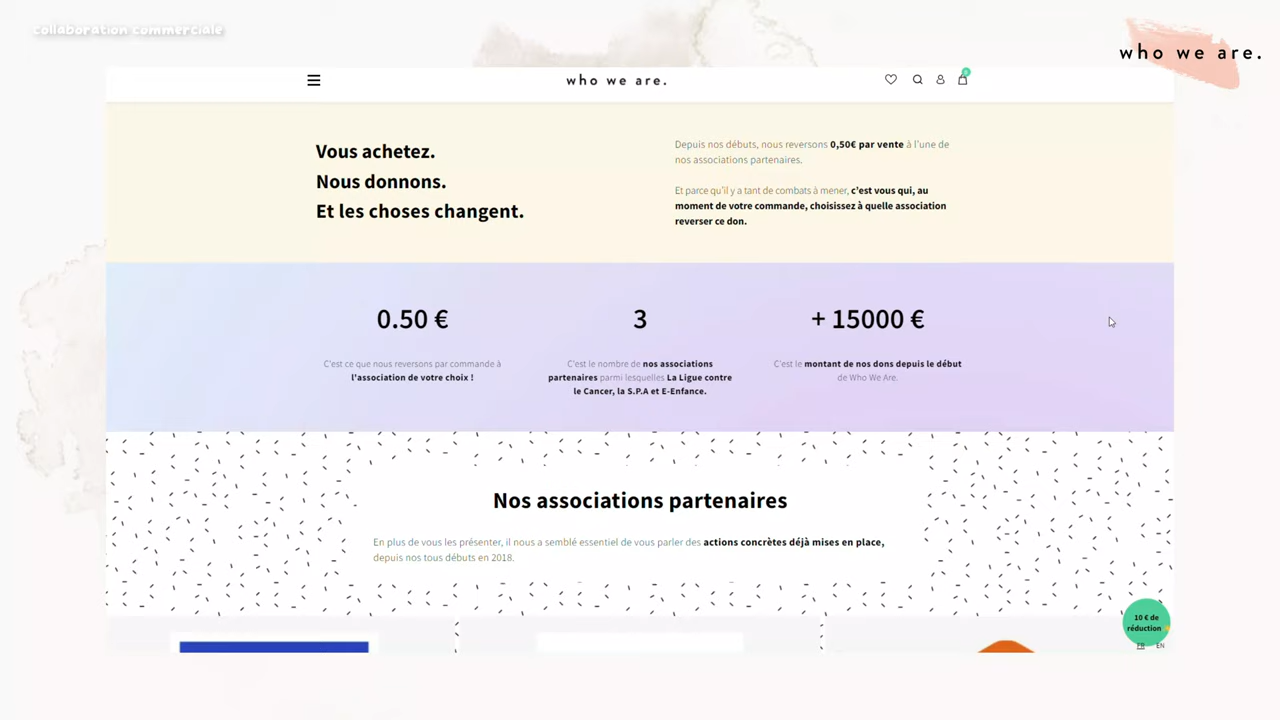 collaboration commerciale
who we are.
who we are.
Vous achetez.
Nous donnons.
Et les choses changent.
Depuis nos débuts, nous reversons 0,50€ par vente à l'une de
nos associations partenaires.
Et parce qu'il y a tant de combats à mener, c'est vous qui, au
moment de votre commande, choisissez à quelle association
reverser ce don.
0.50 €
C'est ce que nous reversons par commande à
l'association de votre choix !
3
C'est le nombre de nos associations
partenaires parmi lesquelles La Ligue contre
le Cancer, la S.P.A et E-Enfance.
+ 15000 €
C'est le montant de nos dons depuis le début
de Who We Are.
Nos associations partenaires
En plus de vous les présenter, il nous a semblé essentiel de vous parler des actions concrètes déjà mises en place,
depuis nos tous débuts en 2018.
10 € de
réduction
FR EN